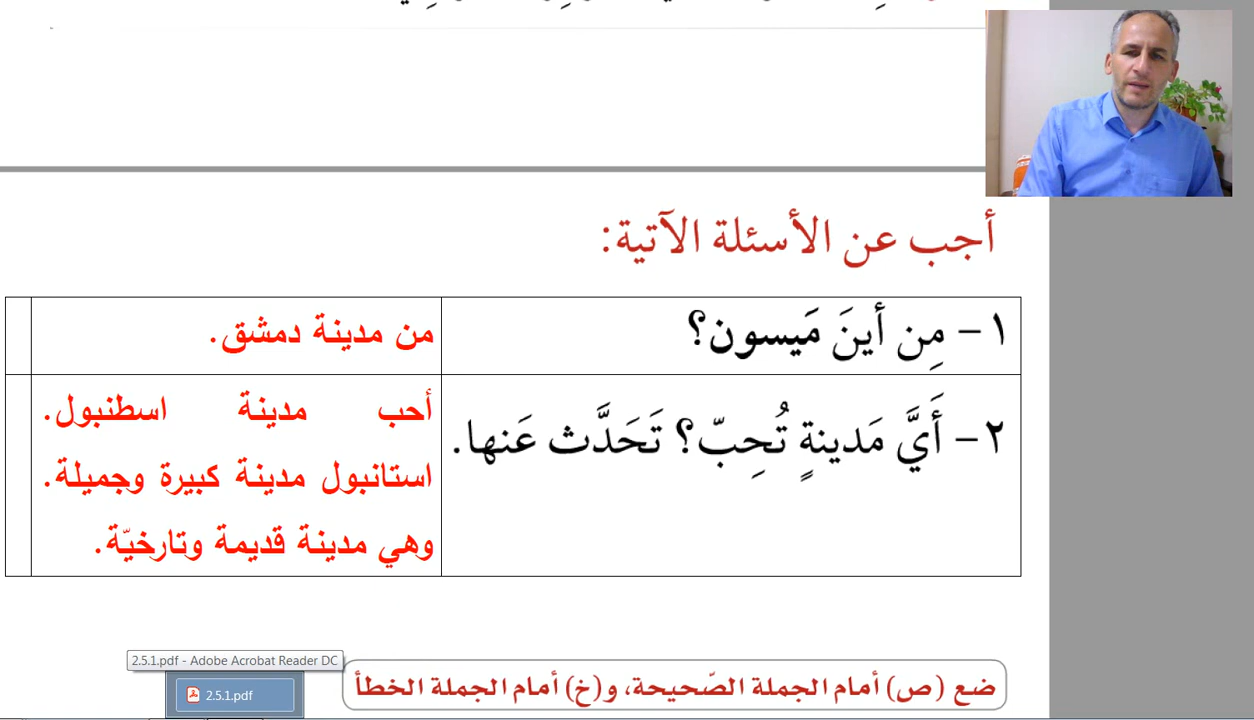 أجب عن الأسئلة الآتية:
١ – مِن أينَ مَيسون؟
من مدينة دمشق.
٢ – أَيَّ مَدينةٍ تُحِبّ؟ تَحَدَّث عَنها.
أحب مدينة اسطنبول.
استانبول مدينة كبيرة وجميلة.
وهي مدينة قديمة وتارخيّة.
2.5.1.pdf - Adobe Acrobat Reader DC
2.5.1.pdf
ضع (ص) أمام الجملة الصّحيحة، و(خ) أمام الجملة الخطأ